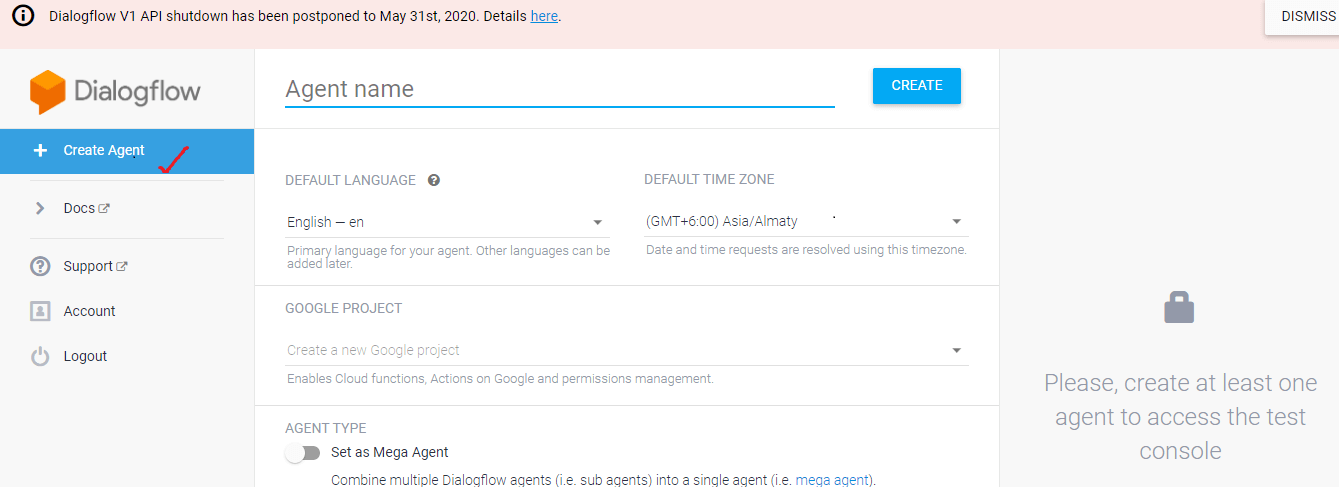 Dialogflow V1 API shutdown has been postponed to May 31st, 2020. Details here.
DISMISS
Dialogflow
Agent name
CREATE
Create Agent
DEFAULT LANGUAGE
DEFAULT TIME ZONE
Docs
English — en
(GMT+6:00) Asia/Almaty
Primary language for your agent. Other languages can be
added later.
Date and time requests are resolved using this timezone.
Support
Account
GOOGLE PROJECT
Logout
Create a new Google project
Enables Cloud functions, Actions on Google and permissions management.
AGENT TYPE
Set as Mega Agent
Combine multiple Dialogflow agents (i.e. sub agents) into a single agent (i.e. mega agent).
Please, create at least one
agent to access the test
console